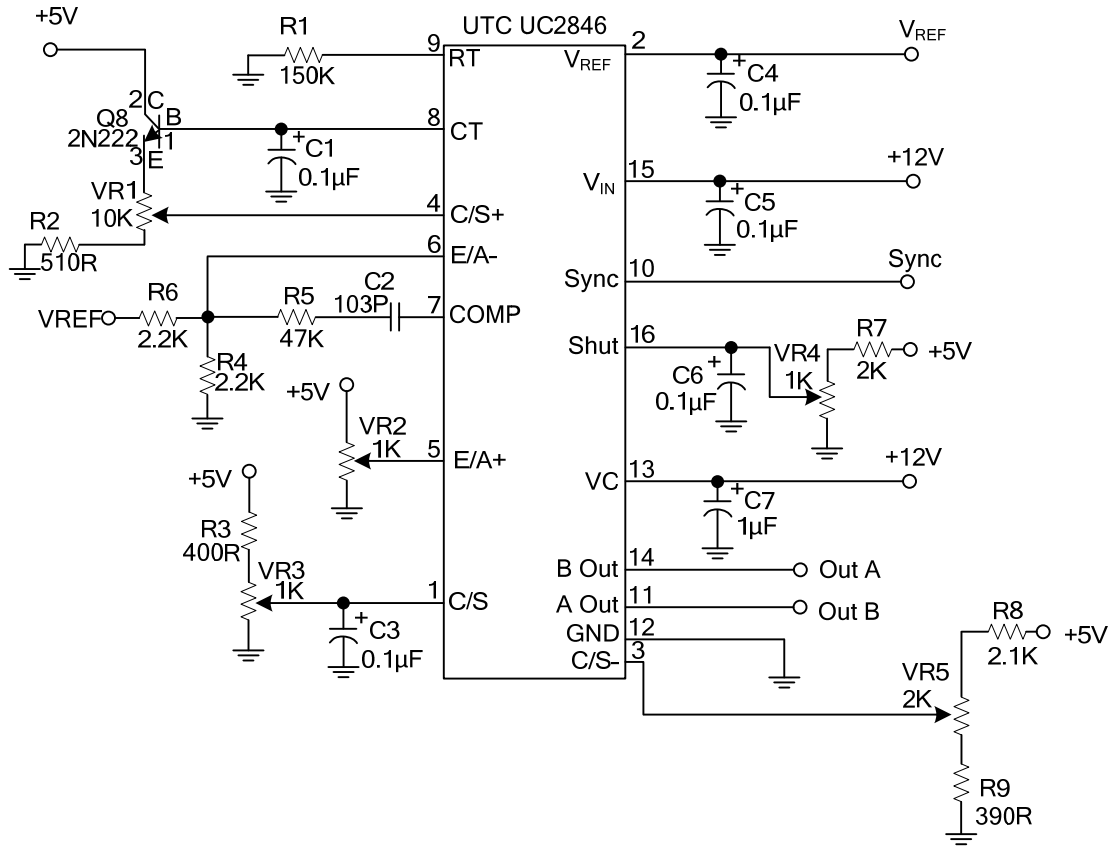 UTC UC2846
+5V
R1
150K
9
RT
2
VREF
VREF
C4
+
0.1µF
Q8
2N222
2
C
B
1
3
E
8
CT
+
C1
0.1µF
15
VIN
+12V
+
C5
0.1µF
VR1
10K
4
C/S+
R2
510R
6
E/A-
10
Sync
Sync
VREF
R6
2.2K
R5
47K
C2
103P
7
COMP
R4
2.2K
16
Shut
+
C6
0.1µF
VR4
1K
R7
2K
+5V
+5V
VR2
1K
5
E/A+
13
VC
+12V
+
C7
1µF
+5V
R3
400R
VR3
1K
1
C/S
+
C3
0.1µF
B Out
14
Out A
A Out
11
Out B
GND
12
C/S-
3
R8
2.1K
+5V
VR5
2K
R9
390R